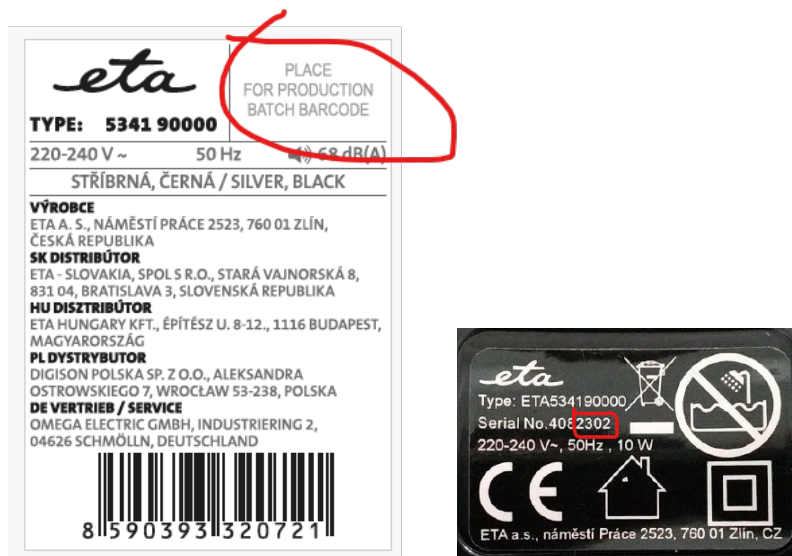 eta
PLACE
FOR PRODUCTION
BATCH BARCODE
TYPE: 5341 90000
220-240 V ~ 50 Hz 68 dB(A)
STŘÍBRNÁ, ČERNÁ / SILVER, BLACK
VÝROBCE
ETA A. S., NÁMĚSTÍ PRÁCE 2523, 760 01 ZLÍN,
ČESKÁ REPUBLIKA
SK DISTRIBÚTOR
ETA - SLOVAKIA, SPOL S R.O., STARÁ VAJNORSKÁ 8,
831 04, BRATISLAVA 3, SLOVENSKÁ REPUBLIKA
HU DISZTRIBÚTOR
ETA HUNGARY KFT., ÉPÍTÉSZ U. 8-12., 1116 BUDAPEST,
MAGYARORSZÁG
PL DYSTRYBUTOR
DIGISON POLSKA SP. Z O.O., ALEKSANDRA
OSTROWSKIEGO 7, WROCŁAW 53-238, POLSKA
DE VERTRIEB / SERVICE
OMEGA ELECTRIC GMBH, INDUSTRIERING 2,
04626 SCHMÖLLN, DEUTSCHLAND
8 590393 320721
eta
Type: ETA534190000
Serial No.4082302
220-240 V~, 50Hz , 10 W
CE
ETA a.s., náměstí Práce 2523, 760 01 Zlín, CZ